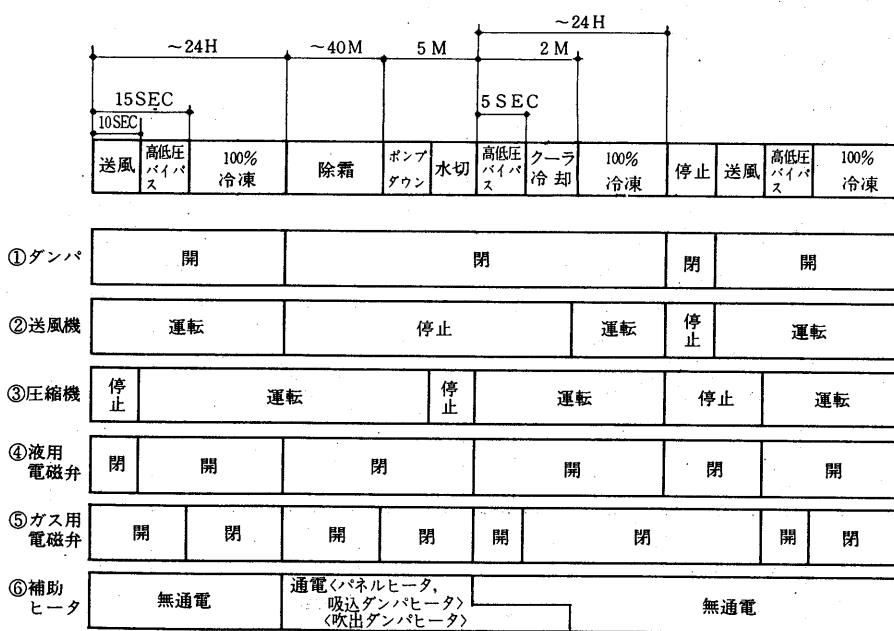 ~24H
~24H
~40M
5 M
2 M
15SEC
5 SEC
10SEC
送風
高低圧
バイパ
ス
100%
冷凍
除霜
ポンプ
ダウン
水切
高低圧
バイパ
ス
クーラ
冷却
100%
冷凍
停止
送風
高低圧
バイパ
ス
100%
冷凍
①ダンパ
開
閉
閉
開
②送風機
運転
停止
運転
停
止
運転
③圧縮機
停
止
運転
停
止
運転
停止
運転
④液用
電磁弁
閉
開
閉
開
閉
開
⑤ガス用
電磁弁
開
閉
開
閉
開
閉
開
閉
⑥補助
ヒータ
無通電
通電〈パネルヒータ,
吸込ダンパヒータ〉
〈吹出ダンパヒータ〉
無通電